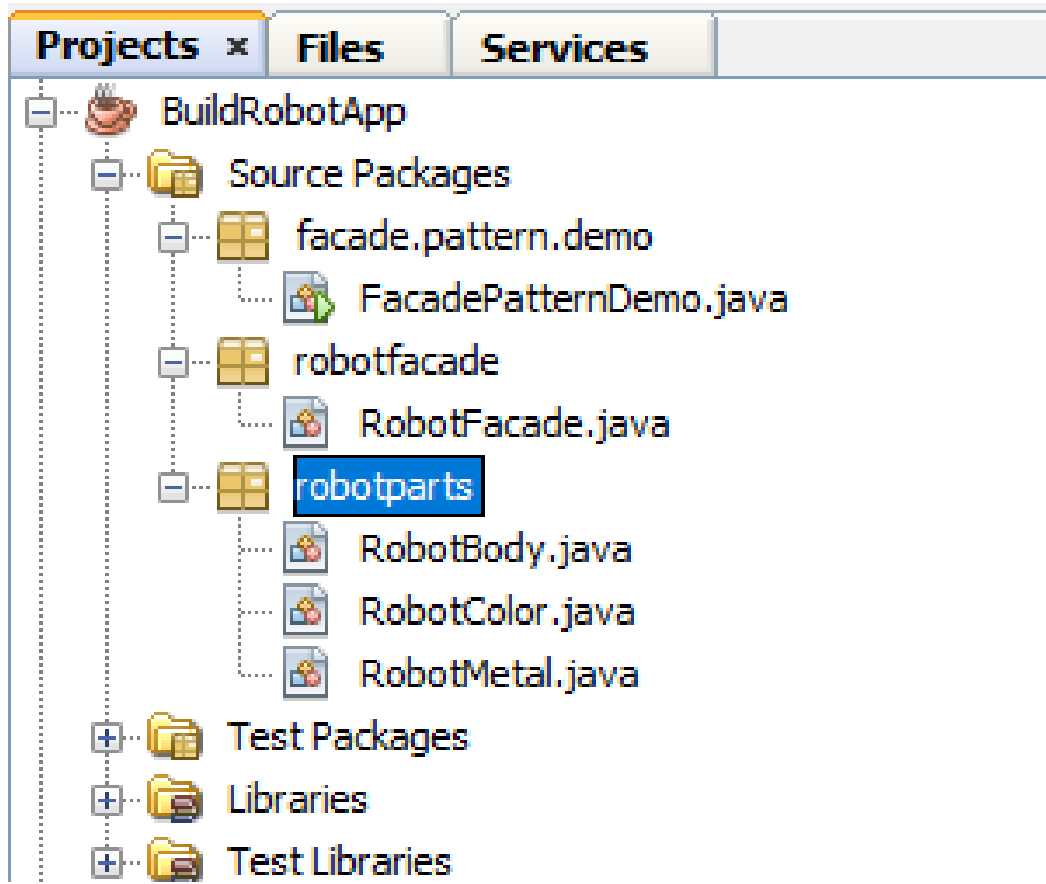 Projects × Files Services
BuildRobotApp
Source Packages
facade.pattern.demo
FacadePatternDemo.java
robotfacade
RobotFacade.java
robotparts
RobotBody.java
RobotColor.java
RobotMetal.java
Test Packages
Libraries
Test Libraries